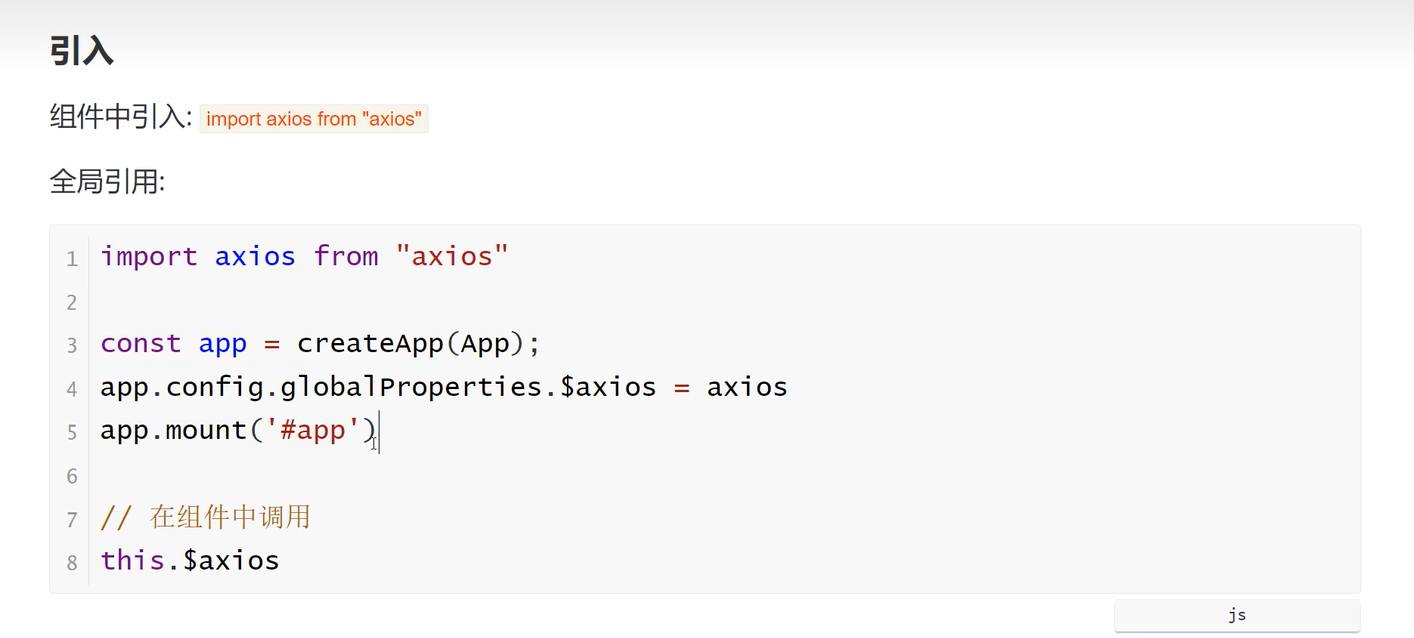 引入
组件中引入: import axios from "axios"
全局引用:
1 import axios from "axios"
2
3 const app = createApp(App);
4 app.config.globalProperties.$axios = axios
5 app.mount('#app')
6
7 // 在组件中调用
8 this.$axios
js